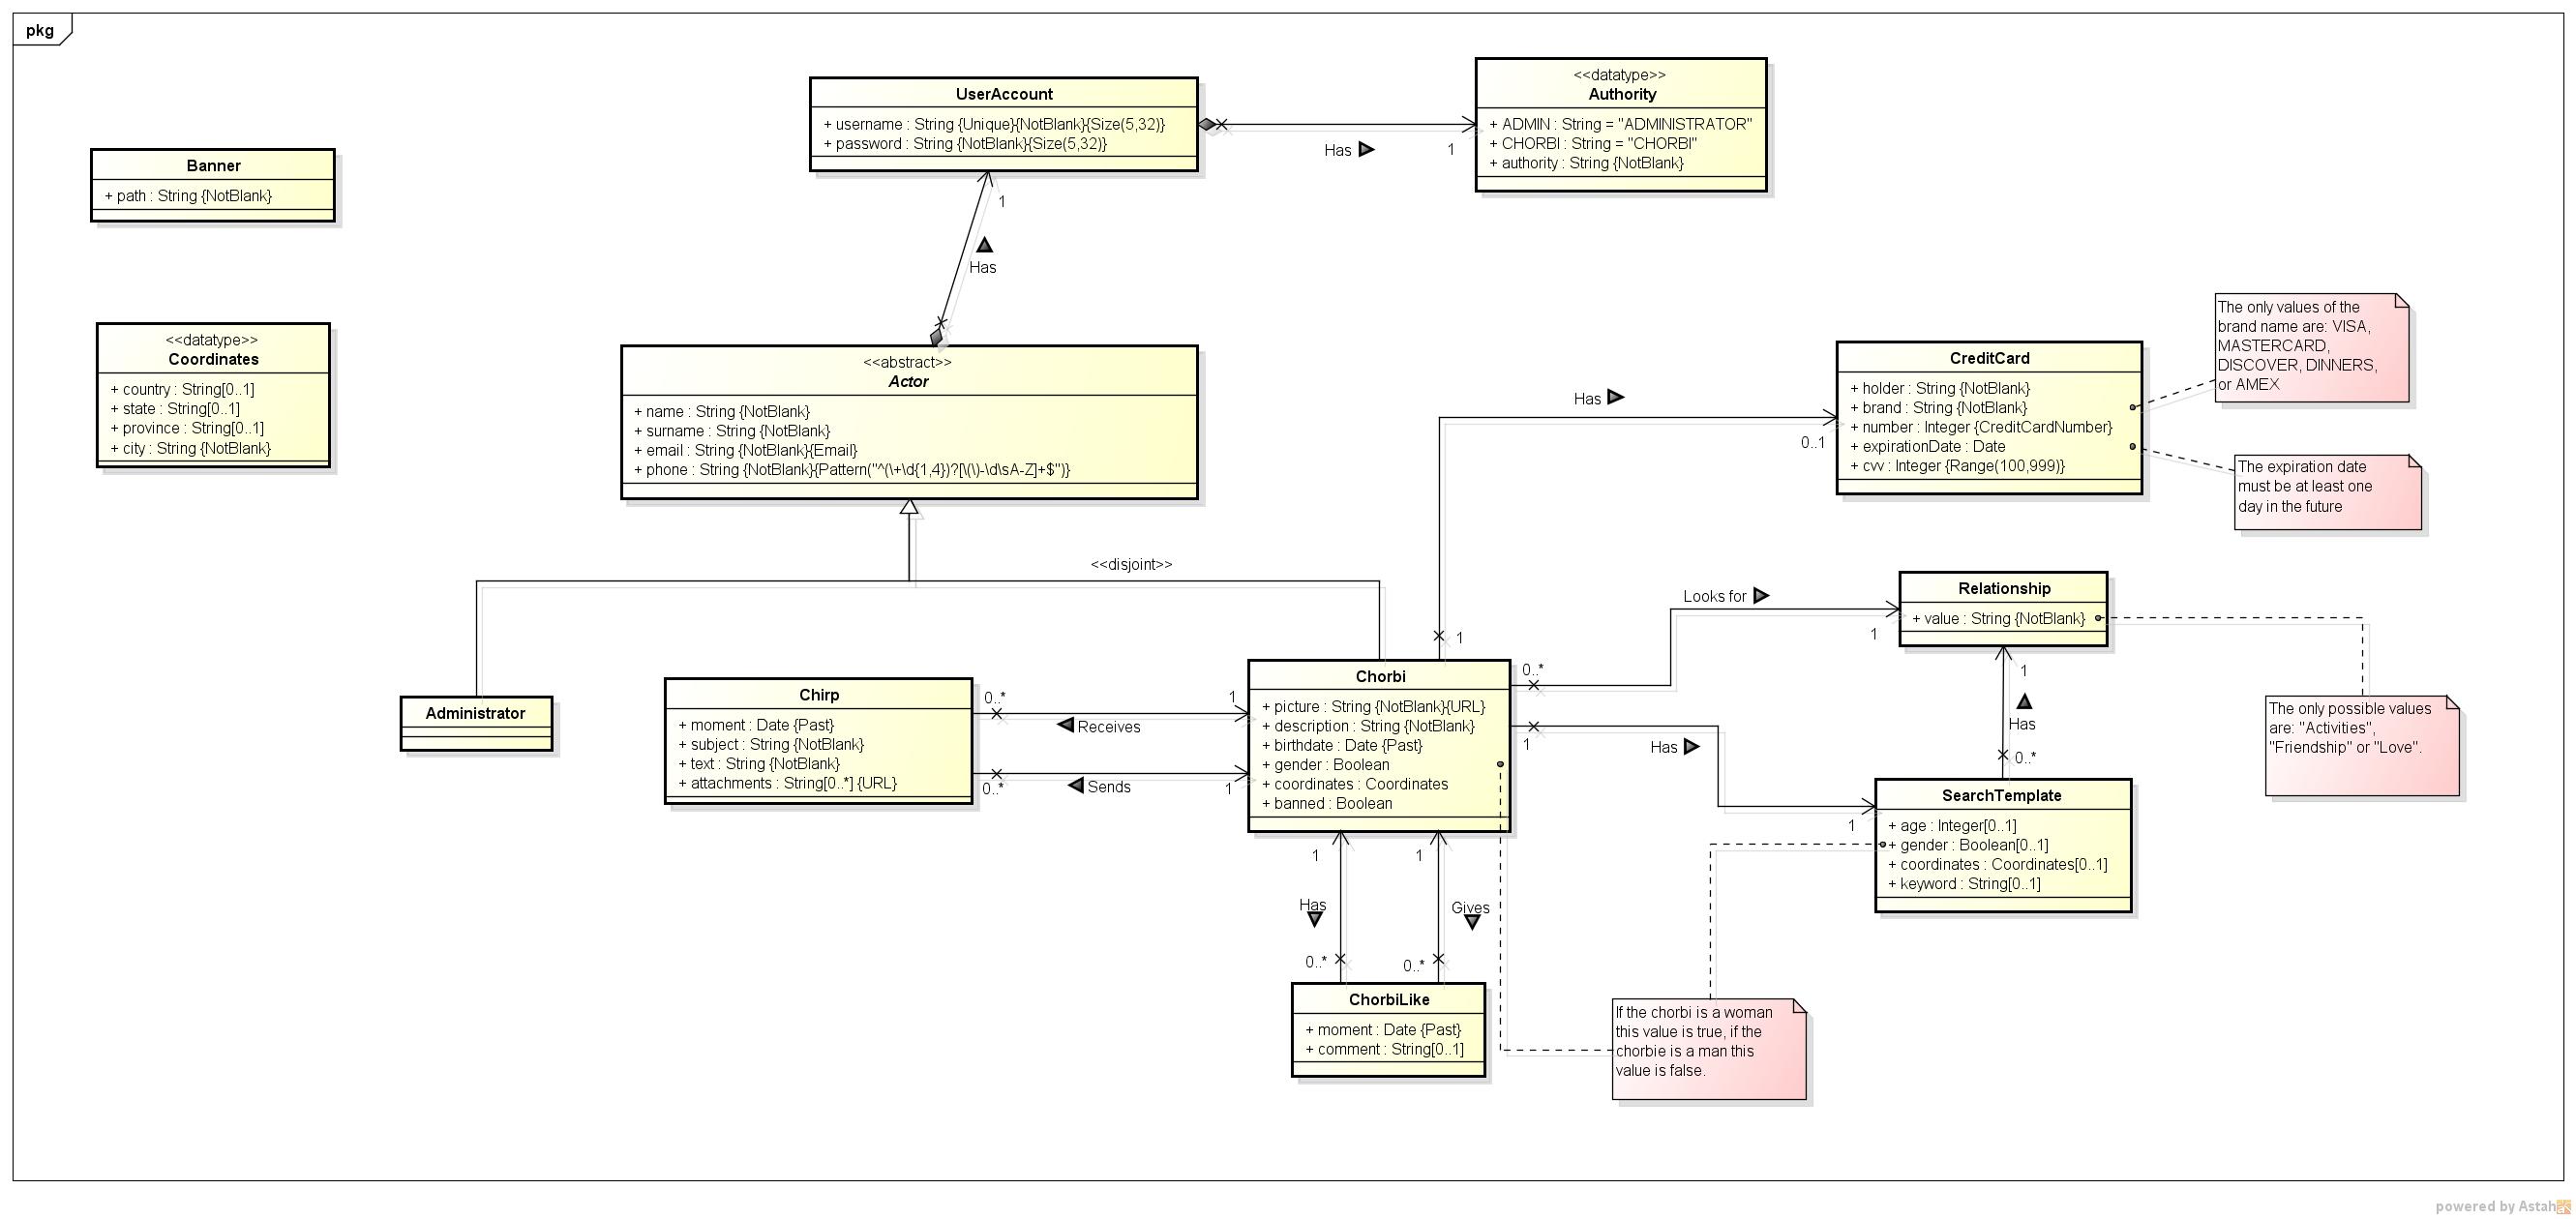 pkg
UserAccount
+ username : String {Unique}{NotBlank}{Size(5,32)}
+ password : String {NotBlank}{Size(5,32)}
Has
1
<<datatype>>
Authority
+ ADMIN : String = "ADMINISTRATOR"
+ CHORBI : String = "CHORBI"
+ authority : String {NotBlank}
Banner
+ path : String {NotBlank}
1
Has
<<datatype>>
Coordinates
+ country : String[0..1]
+ state : String[0..1]
+ province : String[0..1]
+ city : String {NotBlank}
<<abstract>>
Actor
+ name : String {NotBlank}
+ surname : String {NotBlank}
+ email : String {NotBlank}{Email}
+ phone : String {NotBlank}{Pattern("^(\+\d{1,4})?[\(\)-\d\sA-Z]+$")}
Has
0..1
1
CreditCard
+ holder : String {NotBlank}
+ brand : String {NotBlank}
+ number : Integer {CreditCardNumber}
+ expirationDate : Date
+ cvv : Integer {Range(100,999)}
The only values of the
brand name are: VISA,
MASTERCARD,
DISCOVER, DINNERS,
or AMEX
The expiration date
must be at least one
day in the future
<<disjoint>>
Looks for
0..*
1
Relationship
+ value : String {NotBlank}
The only possible values
are: "Activities",
"Friendship" or "Love".
Administrator
Chirp
+ moment : Date {Past}
+ subject : String {NotBlank}
+ text : String {NotBlank}
+ attachments : String[0..*] {URL}
0..*
1
Receives
0..*
1
Sends
Chorbi
+ picture : String {NotBlank}{URL}
+ description : String {NotBlank}
+ birthdate : Date {Past}
+ gender : Boolean
+ coordinates : Coordinates
+ banned : Boolean
1
Has
1
1
Has
0..*
SearchTemplate
+ age : Integer[0..1]
+ gender : Boolean[0..1]
+ coordinates : Coordinates[0..1]
+ keyword : String[0..1]
1
1
Has
Gives
0..*
0..*
ChorbiLike
+ moment : Date {Past}
+ comment : String[0..1]
If the chorbi is a woman
this value is true, if the
chorbie is a man this
value is false.
powered by Astah